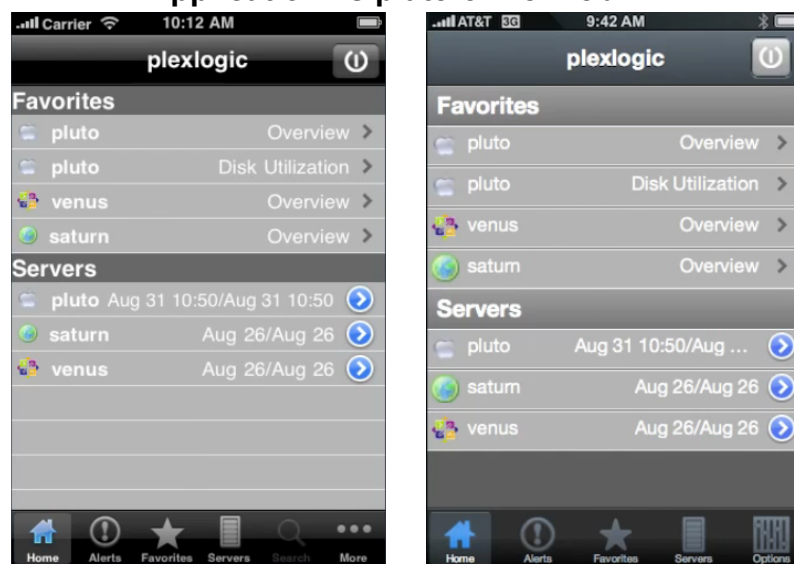 Carrier 10:12 AM
plexlogic
Favorites
pluto Overview
pluto Disk Utilization
venus Overview
saturn Overview
Servers
pluto Aug 31 10:50/Aug 31 10:50
saturn Aug 26/Aug 26
venus Aug 26/Aug 26
Home Alerts Favorites Servers Search More
AT&T 3G 9:42 AM
plexlogic
Favorites
pluto Overview
pluto Disk Utilization
venus Overview
saturn Overview
Servers
pluto Aug 31 10:50/Aug ...
saturn Aug 26/Aug 26
venus Aug 26/Aug 26
Home Alerts Favorites Servers Options